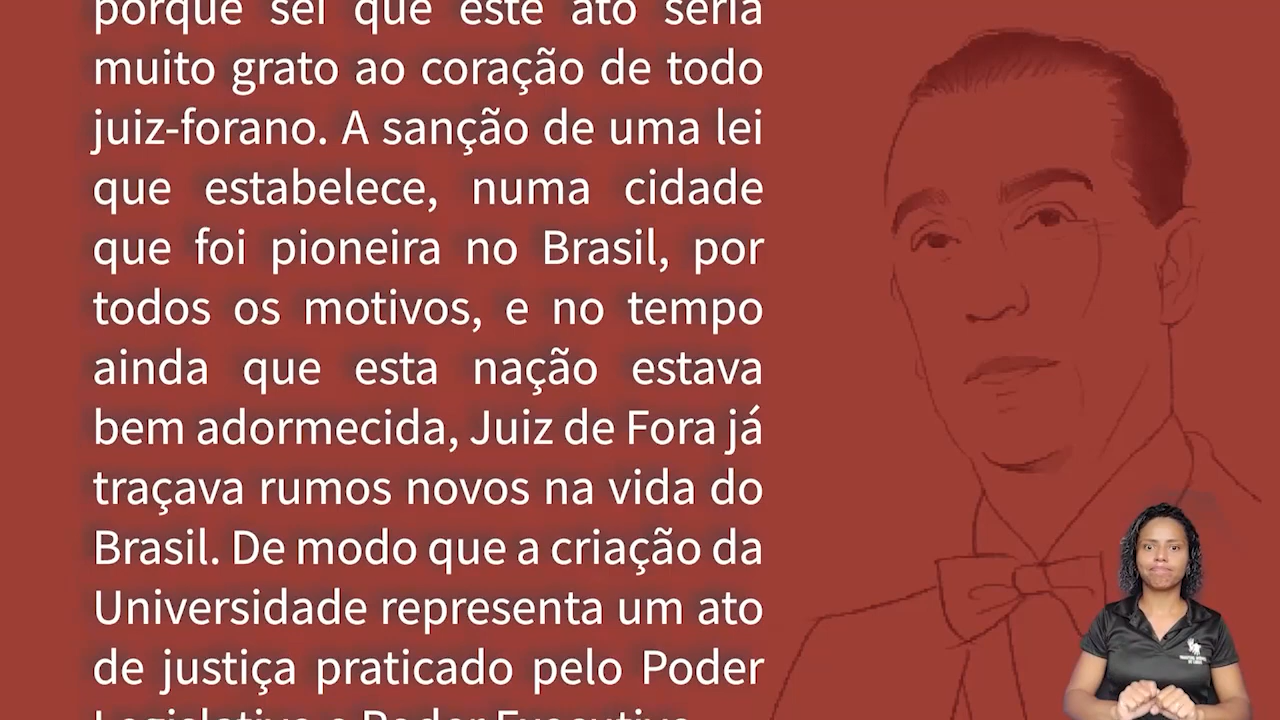 porque sei que este ato seria
muito grato ao coração de todo
juiz-forano. A sanção de uma lei
que estabelece, numa cidade
que foi pioneira no Brasil, por
todos os motivos, e no tempo
ainda que esta nação estava
bem adormecida, Juiz de Fora já
traçava rumos novos na vida do
Brasil. De modo que a criação da
Universidade representa um ato
de justiça praticado pelo Poder
Legislativo e Poder Executivo